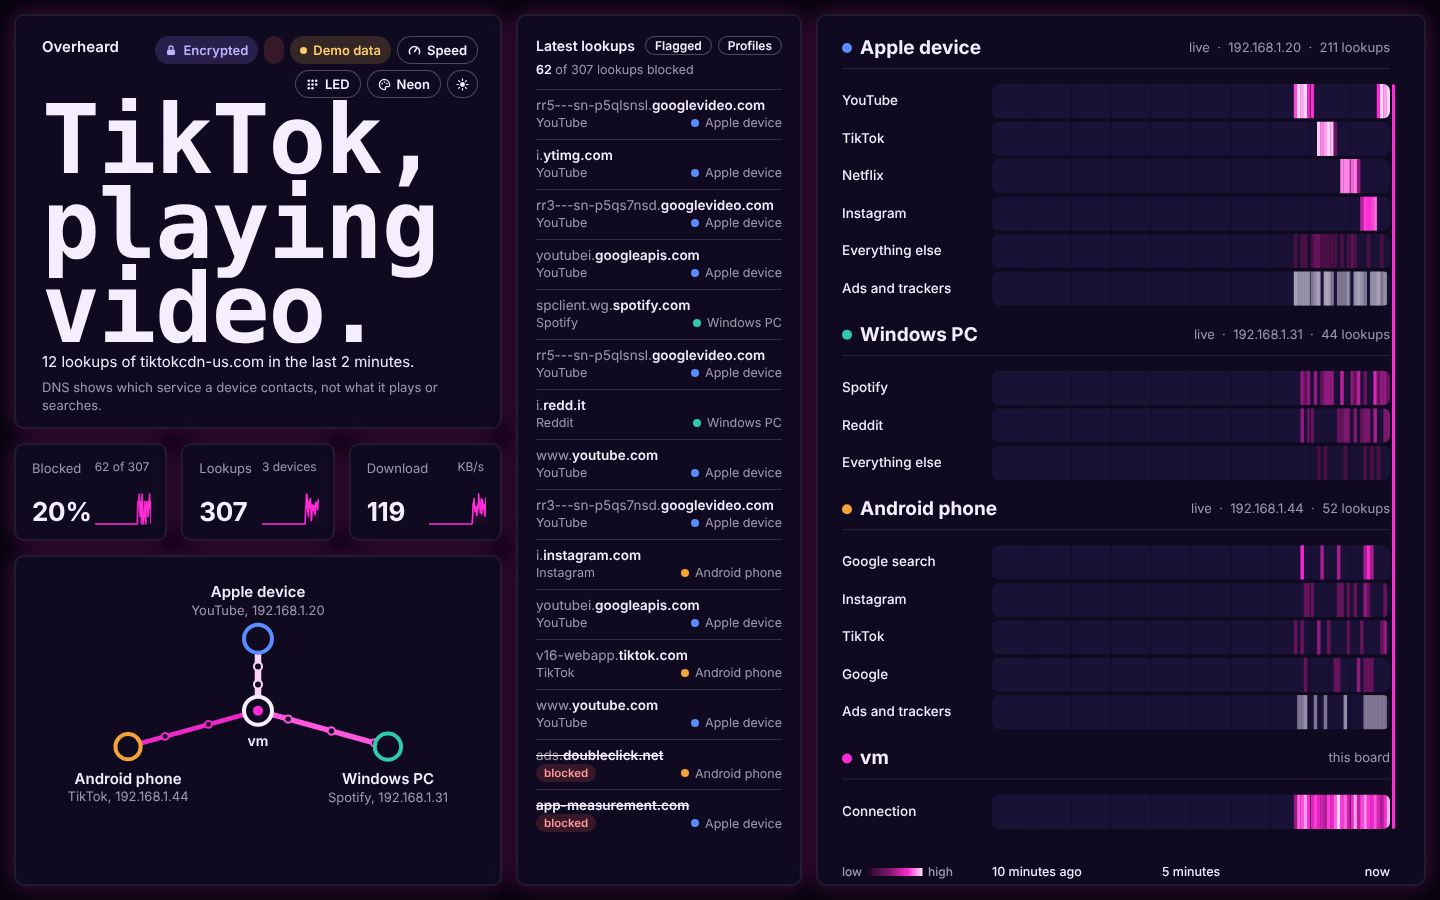 Overheard
Encrypted
Demo data
Speed
LED
Neon
TikTok,
playing
video.
12 lookups of tiktokcdn-us.com in the last 2 minutes.
DNS shows which service a device contacts, not what it plays or
searches.
Blocked 62 of 307
20%
Lookups 3 devices
307
Download KB/s
119
Apple device
YouTube, 192.168.1.20
vm
Android phone
TikTok, 192.168.1.44
Windows PC
Spotify, 192.168.1.31
Latest lookups Flagged Profiles
62 of 307 lookups blocked
rr5---sn-p5qlsnsl.googlevideo.com
YouTube Apple device
i.ytimg.com
YouTube Apple device
rr3---sn-p5qs7nsd.googlevideo.com
YouTube Apple device
youtubei.googleapis.com
YouTube Apple device
spclient.wg.spotify.com
Spotify Windows PC
rr5---sn-p5qlsnsl.googlevideo.com
YouTube Apple device
i.redd.it
Reddit Windows PC
www.youtube.com
YouTube Apple device
rr3---sn-p5qs7nsd.googlevideo.com
YouTube Apple device
i.instagram.com
Instagram Android phone
youtubei.googleapis.com
YouTube Apple device
v16-webapp.tiktok.com
TikTok Android phone
www.youtube.com
YouTube Apple device
ads.doubleclick.net
blocked Android phone
app-measurement.com
blocked Apple device
Apple device live · 192.168.1.20 · 211 lookups
YouTube
TikTok
Netflix
Instagram
Everything else
Ads and trackers
Windows PC live · 192.168.1.31 · 44 lookups
Spotify
Reddit
Everything else
Android phone live · 192.168.1.44 · 52 lookups
Google search
Instagram
TikTok
Google
Ads and trackers
vm this board
Connection
low high 10 minutes ago 5 minutes now